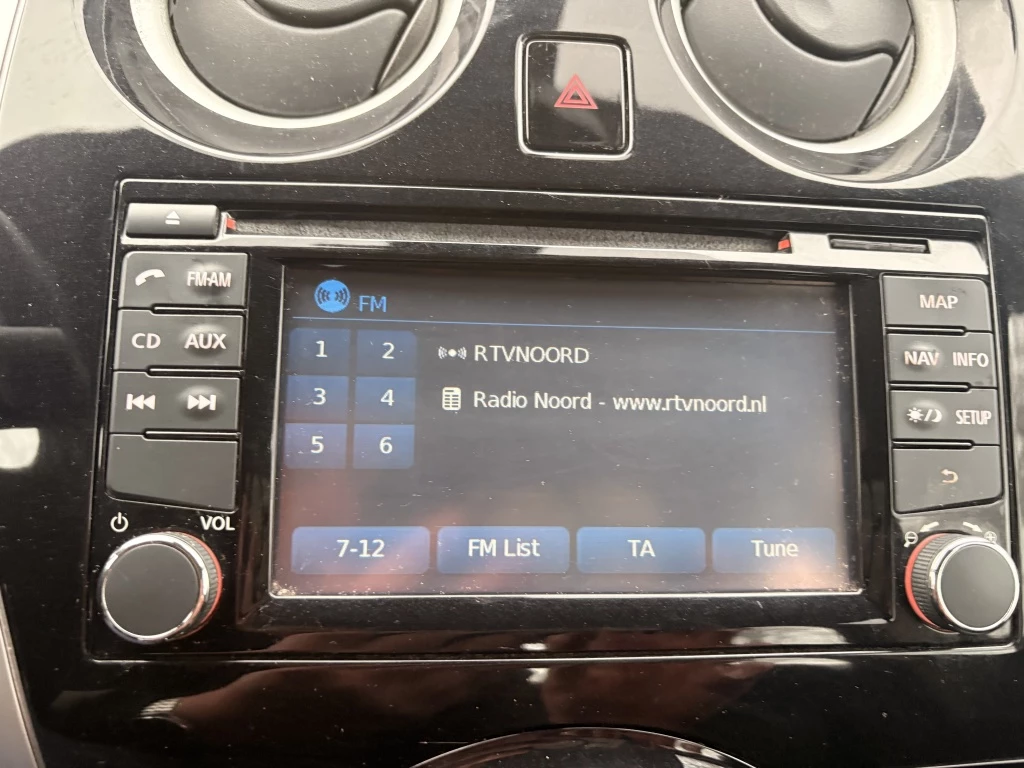 FM·AM
CD AUX
VOL
FM
1 2
3 4
5 6
RTVNOORD
Radio Noord - www.rtvnoord.nl
7-12 FM List TA Tune
MAP
NAV INFO
SETUP